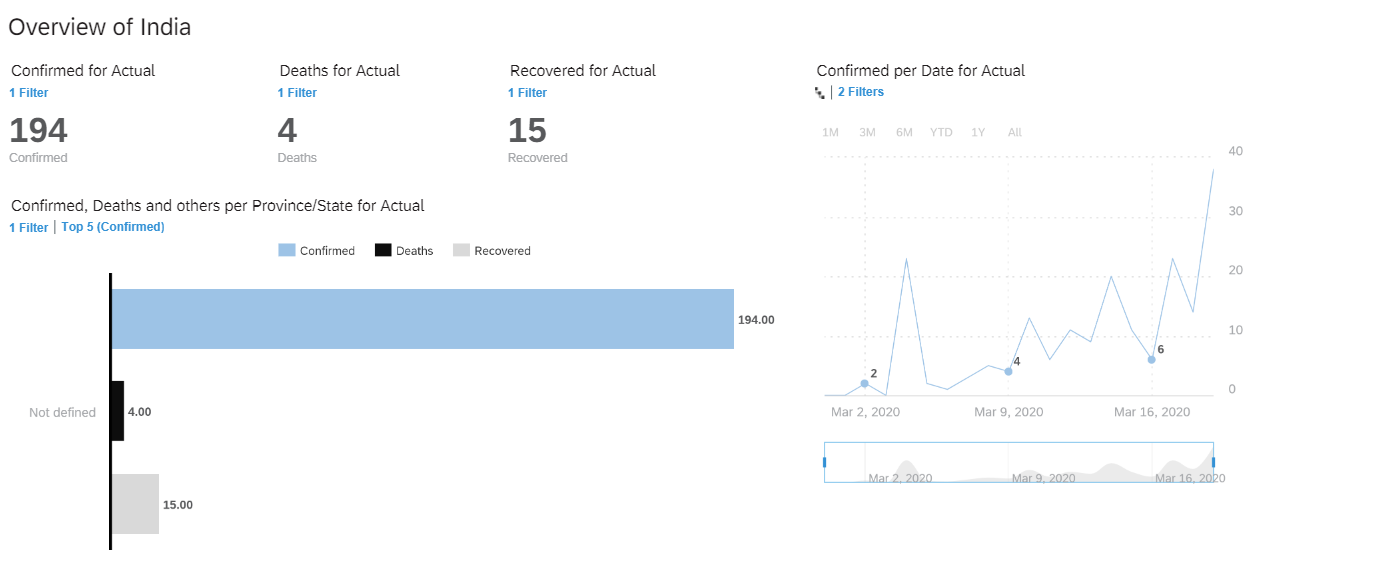 Overview of India
Confirmed for Actual
1 Filter
194
Confirmed
Deaths for Actual
1 Filter
4
Deaths
Recovered for Actual
1 Filter
15
Recovered
Confirmed, Deaths and others per Province/State for Actual
1 Filter | Top 5 (Confirmed)
Confirmed Deaths Recovered
194.00
Not defined 4.00
15.00
Confirmed per Date for Actual
| 2 Filters
1M 3M 6M YTD 1Y All
40
30
20
10
6
4
2
0
Mar 2, 2020 Mar 9, 2020 Mar 16, 2020
Mar 2, 2020 Mar 9, 2020 Mar 16, 2020